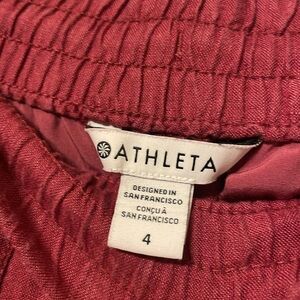 ATHLETA
DESIGNED IN
SAN FRANCISCO
CONÇU À
SAN FRANCISCO
4